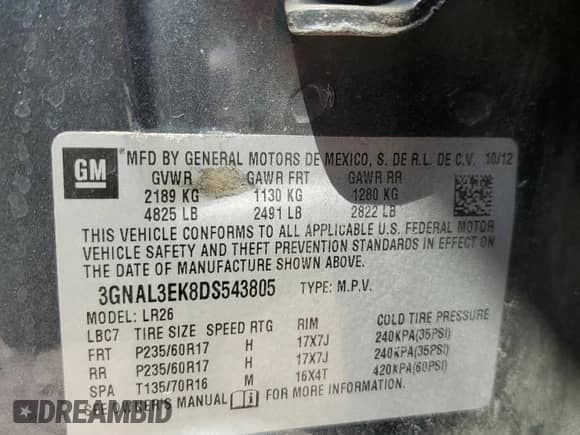 GM
MFD BY GENERAL MOTORS DE MEXICO, S. DE R.L. DE C.V. 10/12
GVWR GAWR FRT GAWR RR
2189 KG 1130 KG 1280 KG
4825 LB 2491 LB 2822 LB
THIS VEHICLE CONFORMS TO ALL APPLICABLE U.S. FEDERAL MOTOR
VEHICLE SAFETY AND THEFT PREVENTION STANDARDS IN EFFECT ON
THE DATE OF MANUFACTURE SHOWN ABOVE.
3GNAL3EK8DS543805 TYPE: M.P.V.
MODEL: LR26
LBC7 TIRE SIZE SPEED RTG RIM COLD TIRE PRESSURE
FRT P235/60R17 H 17X7J 240KPA(35PSI)
RR P235/60R17 H 17X7J 240KPA(35PSI)
SPA T135/70R16 M 16X4T 420KPA(60PSI)
SEE OWNER'S MANUAL FOR MORE INFORMATION
DREAMBID